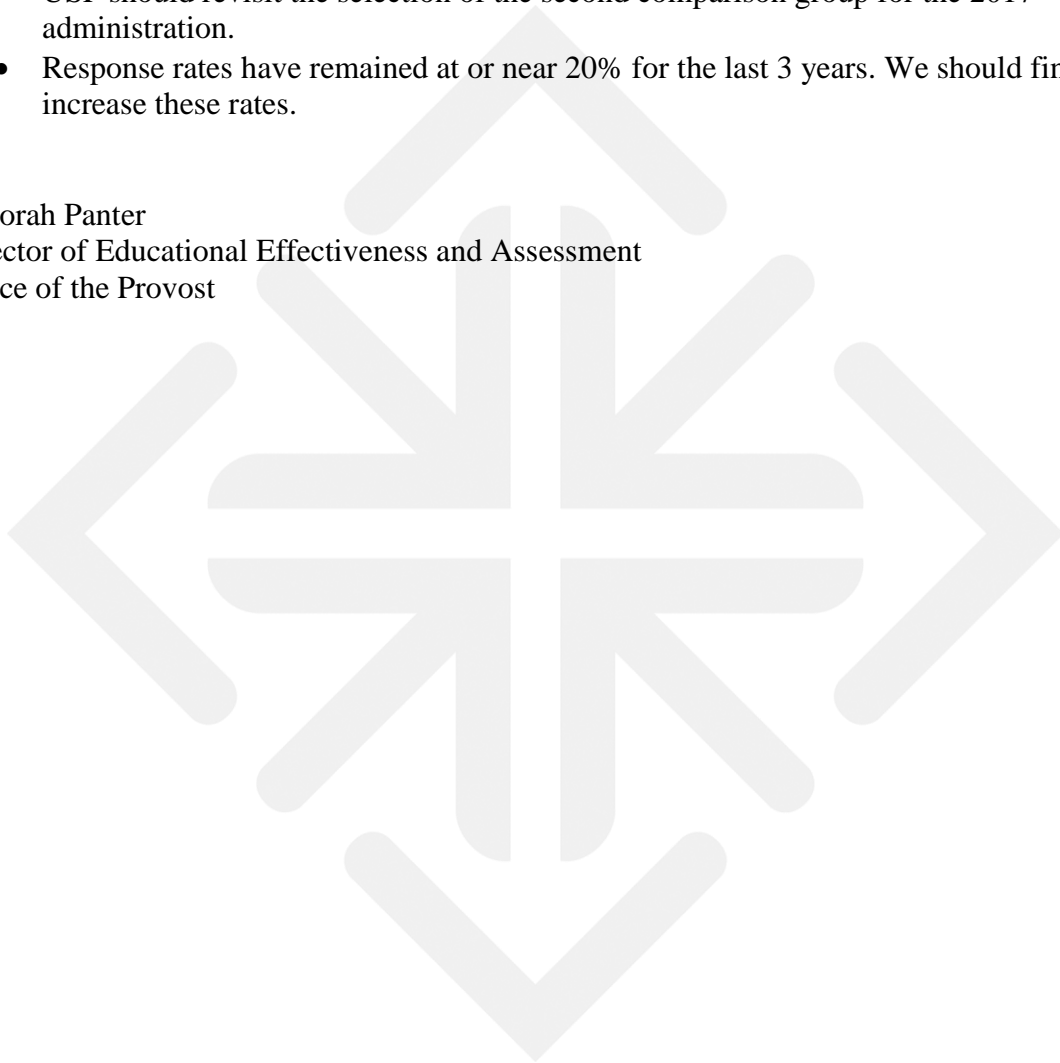 should revisit the selection of the second comparison group for the 2017
administration.
• Response rates have remained at or near 20% for the last 3 years. We should
increase these rates.
orah Panter
ector of Educational Effectiveness and Assessment
ce of the Provost